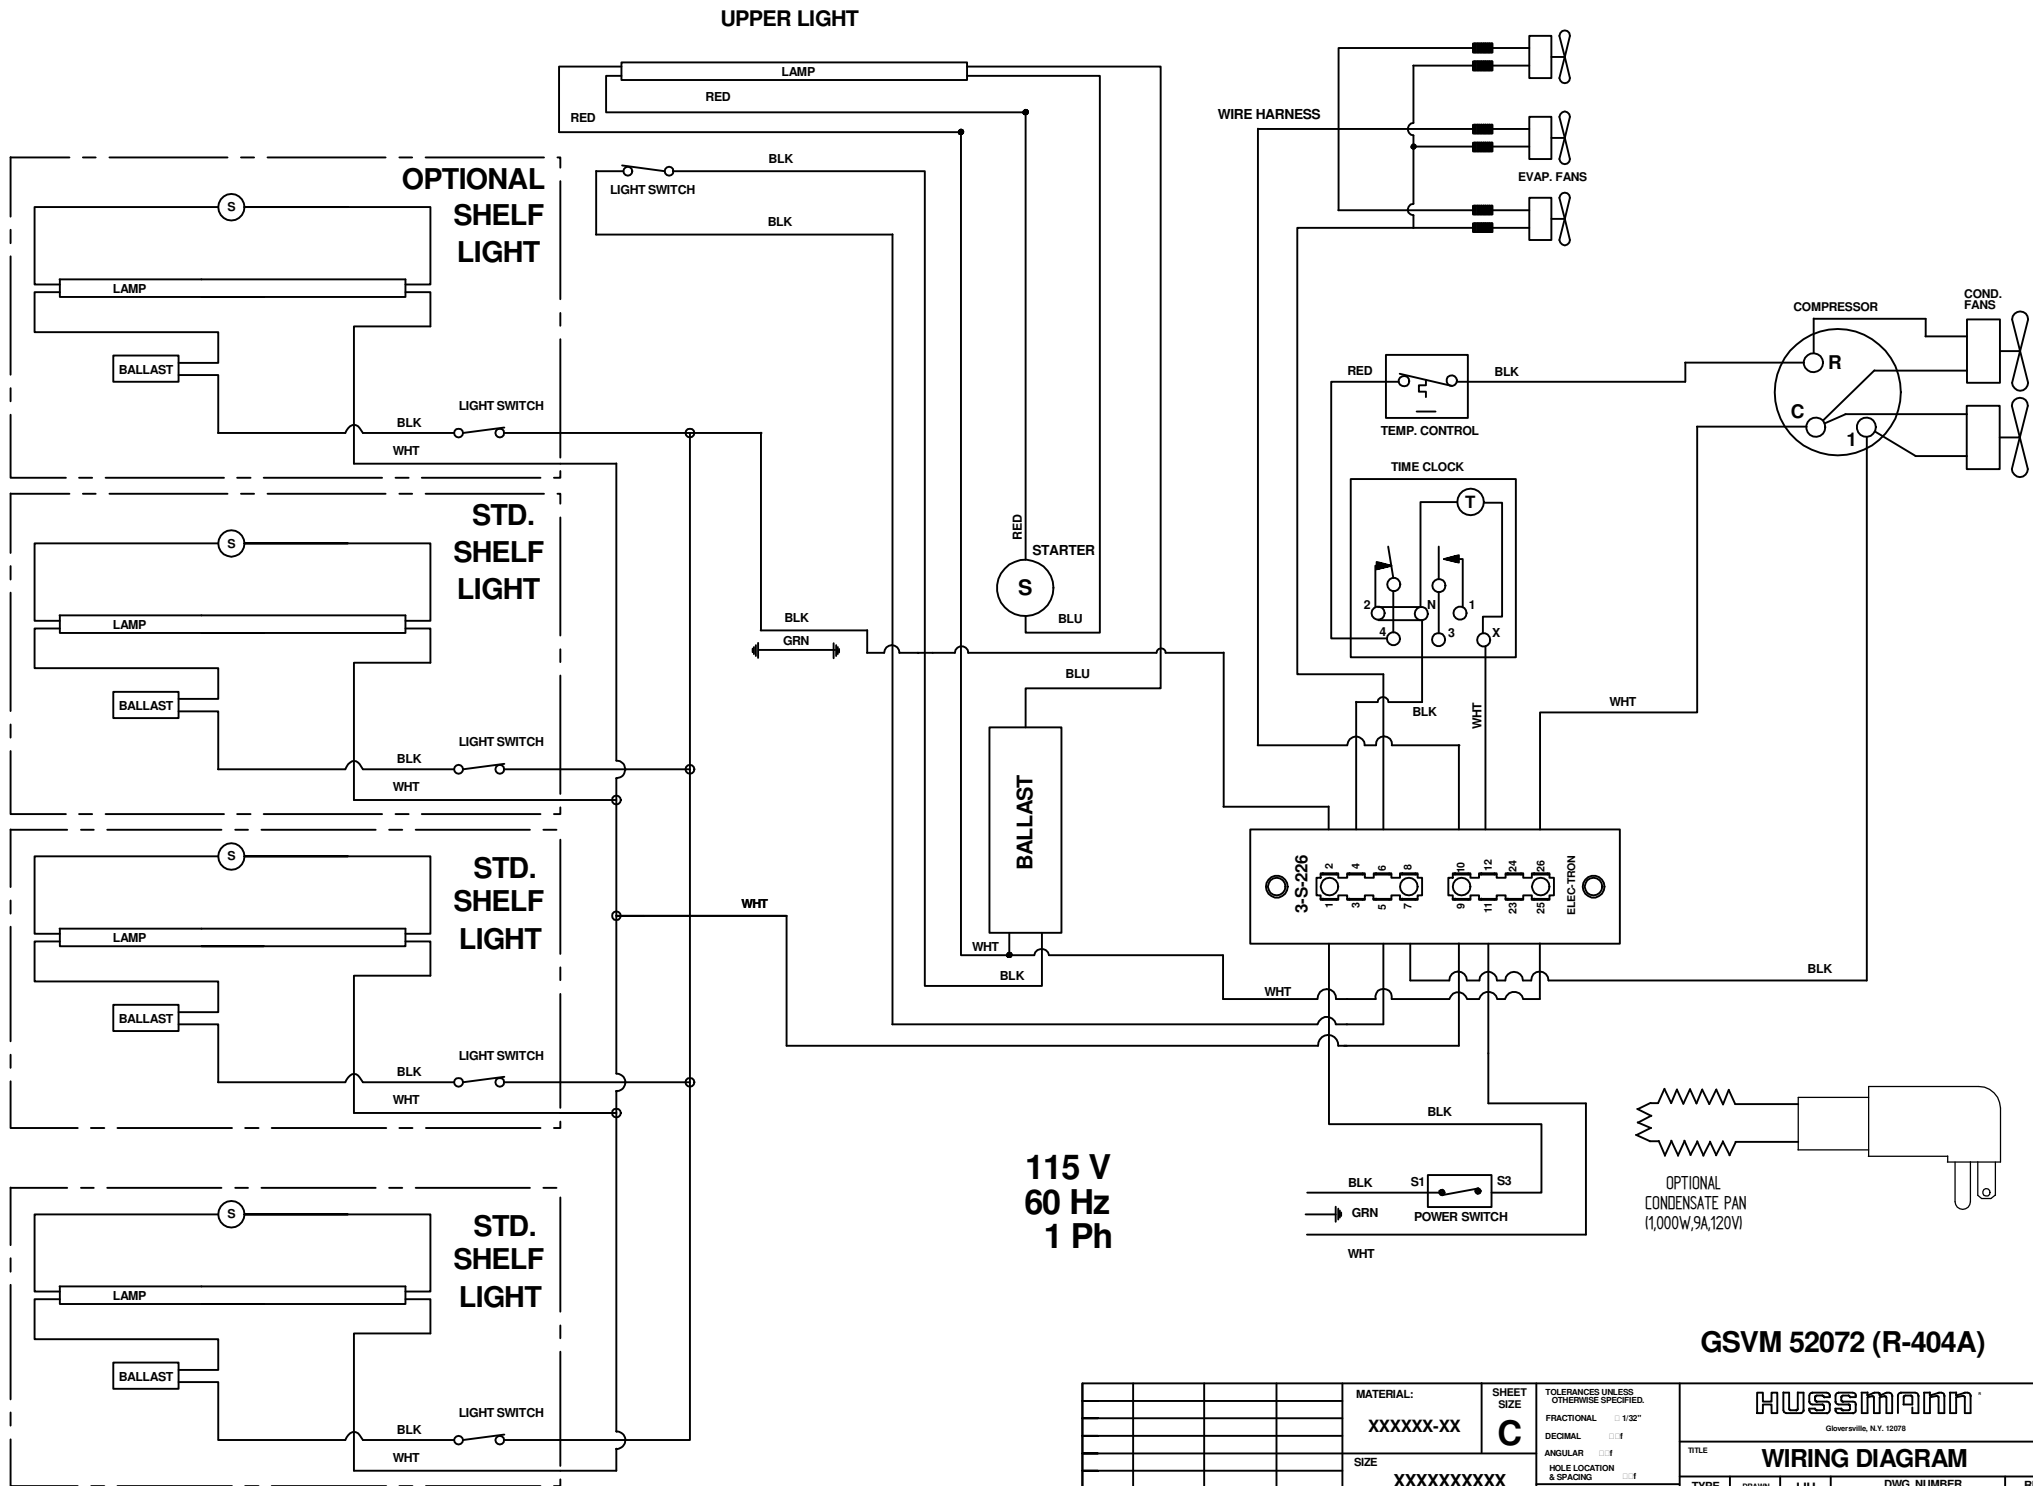 UPPER LIGHT
LAMP
RED
RED
BLK
LIGHT SWITCH
BLK
WIRE HARNESS
EVAP. FANS
OPTIONAL
SHELF
LIGHT
S
LAMP
BALLAST
LIGHT SWITCH
BLK
WHT
STD.
SHELF
LIGHT
S
LAMP
BALLAST
LIGHT SWITCH
BLK
WHT
STD.
SHELF
LIGHT
S
LAMP
BALLAST
LIGHT SWITCH
BLK
WHT
STD.
SHELF
LIGHT
S
LAMP
BALLAST
LIGHT SWITCH
BLK
WHT
BLK
GRN
WHT
RED
STARTER
S
BLU
BLU
BALLAST
WHT
BLK
WHT
COMPRESSOR
COND.
FANS
R
C
1
RED
BLK
TEMP. CONTROL
TIME CLOCK
T
2
N
1
4
3
X
BLK
WHT
WHT
3-S-226
2 4 6 8 10 12 24 26
1 3 5 7 9 11 23 25
ELEC-TRON
BLK
BLK
BLK
S1
S3
GRN
POWER SWITCH
WHT
115 V
60 Hz
1 Ph
OPTIONAL
CONDENSATE PAN
(1,000W,9A,120V)
GSVM 52072 (R-404A)
MATERIAL:
XXXXXX-XX
SHEET
SIZE
C
SIZE
XXXXXXXXXX
TOLERANCES UNLESS
OTHERWISE SPECIFIED.
FRACTIONAL 1/32"
DECIMAL
ANGULAR
HOLE LOCATION
& SPACING
HUSSMANN
Gloversville, N.Y. 12078
TITLE
WIRING DIAGRAM
TYPE
DRAWN
DWG. NUMBER